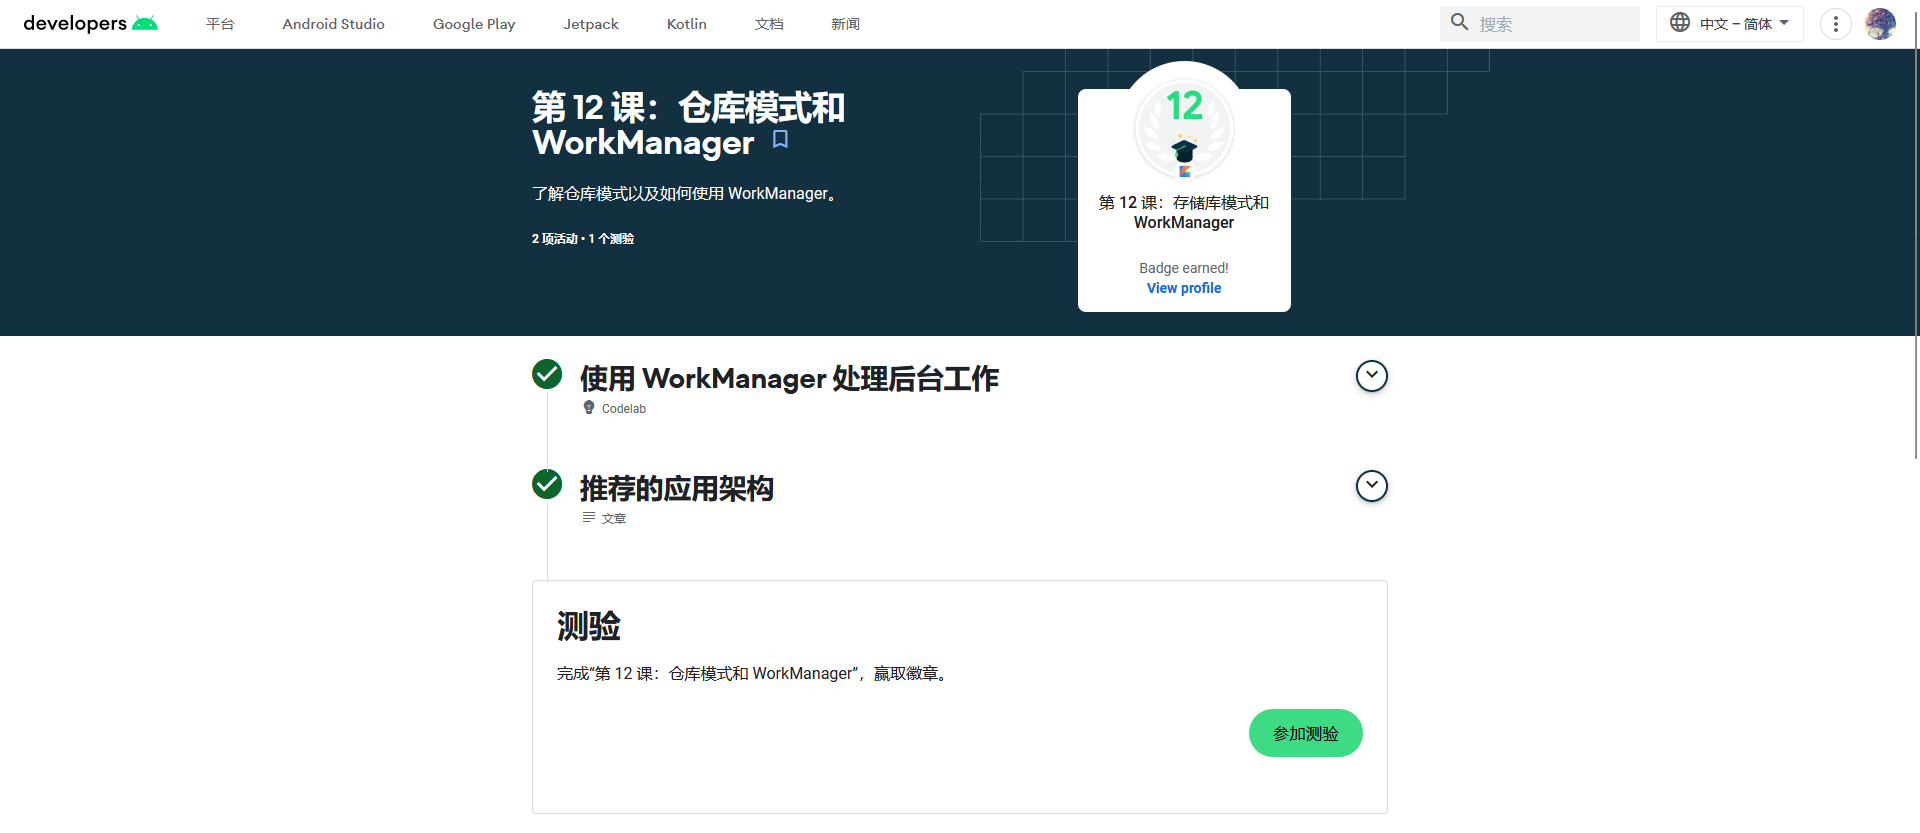 developers
平台
Android Studio
Google Play
Jetpack
Kotlin
文档
新闻
搜索
中文 – 简体
第 12 课：仓库模式和
WorkManager
了解仓库模式以及如何使用 WorkManager。
2 项活动 • 1 个测验
12
第 12 课：存储库模式和
WorkManager
Badge earned!
View profile
使用 WorkManager 处理后台工作
Codelab
推荐的应用架构
文章
测验
完成“第 12 课：仓库模式和 WorkManager”，赢取徽章。
参加测验